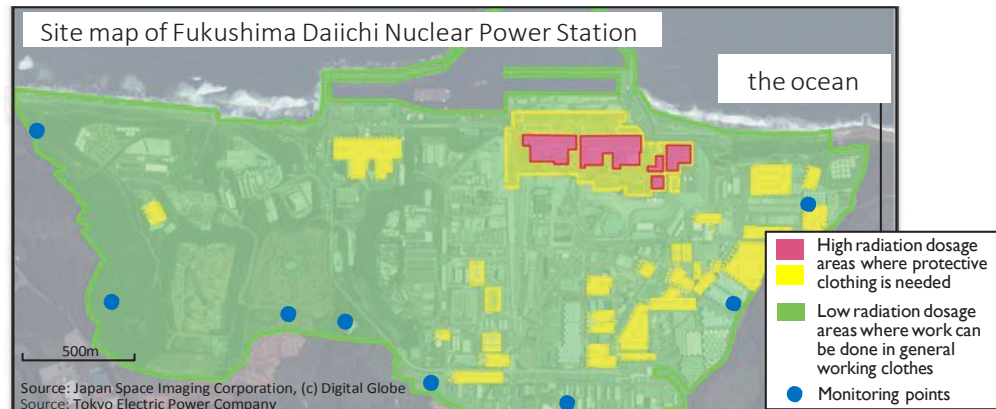 Site map of Fukushima Daiichi Nuclear Power Station
the ocean
High radiation dosage
areas where protective
clothing is needed
Low radiation dosage
areas where work can
be done in general
working clothes
Monitoring points
500m
Source: Japan Space Imaging Corporation, (c) Digital Globe
Source: Tokyo Electric Power Company